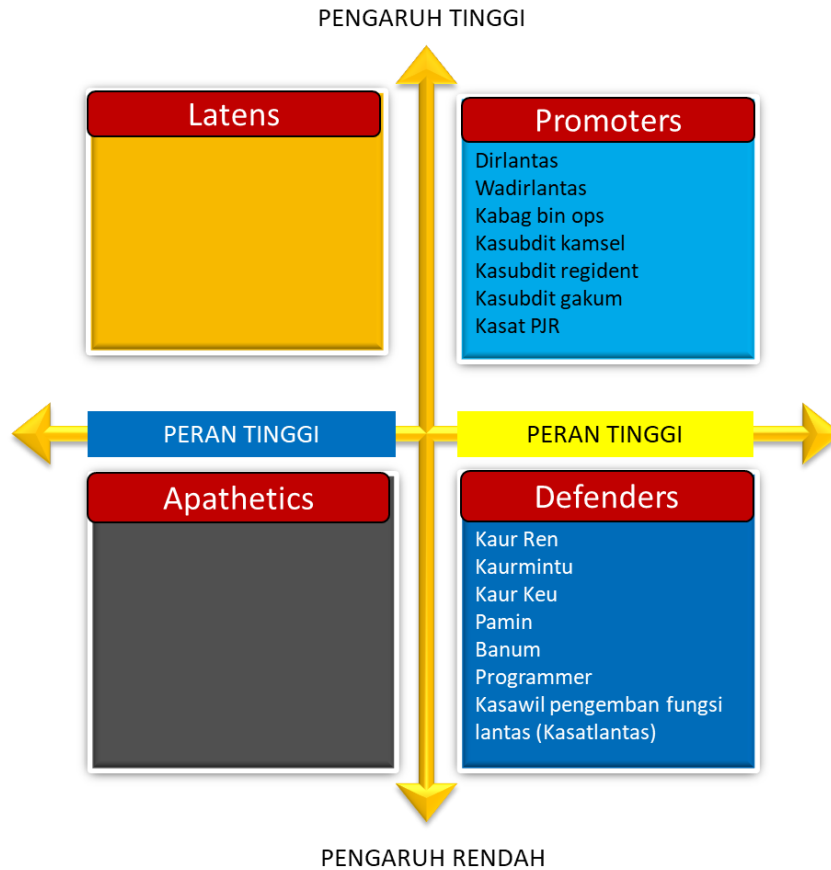 PENGARUH TINGGI
Latens
Promoters
Dirlantas
Wadirlantas
Kabag bin ops
Kasubdit kamsel
Kasubdit regident
Kasubdit gakum
Kasat PJR
PERAN TINGGI
PERAN TINGGI
Apathetics
Defenders
Kaur Ren
Kaurmintu
Kaur Keu
Pamin
Banum
Programmer
Kasawil pengemban fungsi
lantas (Kasatlantas)
PENGARUH RENDAH